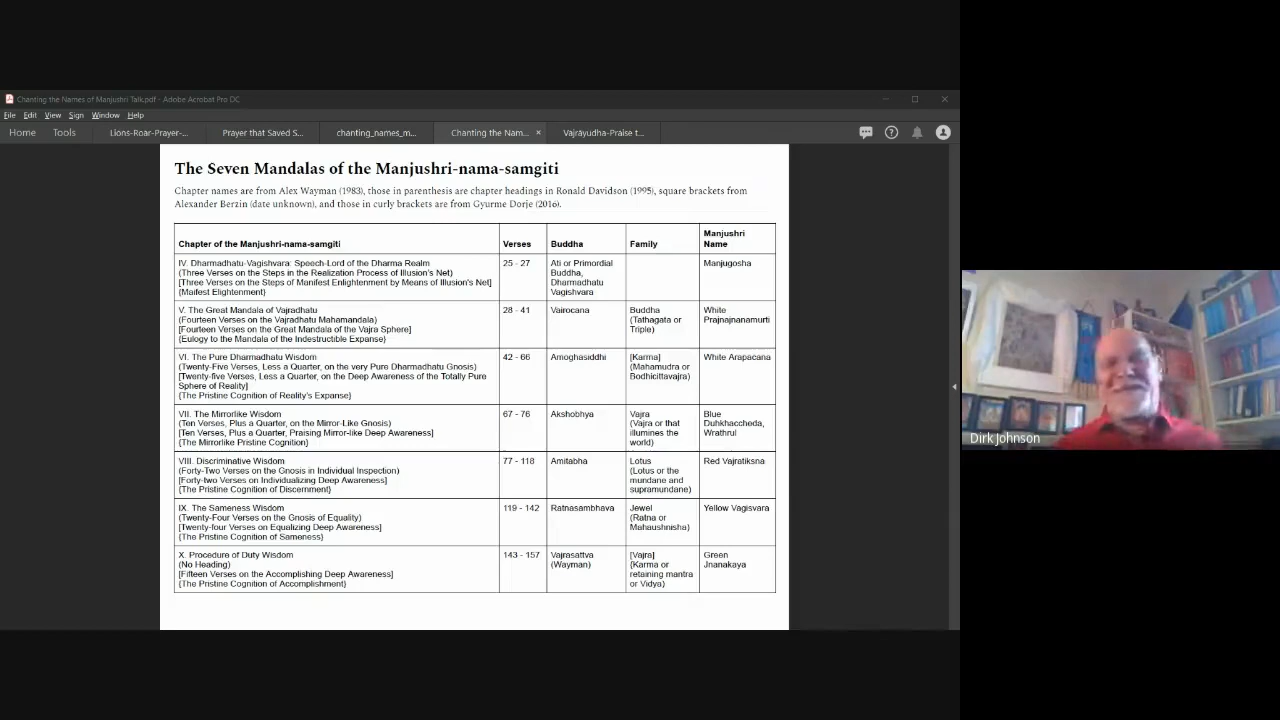 Chanting the Names of Manjushri Talk.pdf - Adobe Acrobat Pro DC
File Edit View Sign Window Help
Home Tools Lions-Roar-Prayer-... Prayer that Saved S... chanting_names_m... Chanting the Nam... × Vajrāyudha-Praise t...
The Seven Mandalas of the Manjushri-nama-samgiti
Chapter names are from Alex Wayman (1983), those in parenthesis are chapter headings in Ronald Davidson (1995), square brackets from
Alexander Berzin (date unknown), and those in curly brackets are from Gyurme Dorje (2016).
Chapter of the Manjushri-nama-samgiti Verses Buddha Family Manjushri
Name
IV. Dharmadhatu-Vagishvara: Speech-Lord of the Dharma Realm
(Three Verses on the Steps in the Realization Process of Illusion's Net)
[Three Verses on the Steps of Manifest Enlightenment by Means of Illusion's Net]
{Maifest Elightenment}
25 - 27
Ati or Primordial
Buddha,
Dharmadhatu
Vagishvara
Manjugosha
V. The Great Mandala of Vajradhatu
(Fourteen Verses on the Vajradhatu Mahamandala)
[Fourteen Verses on the Great Mandala of the Vajra Sphere]
{Eulogy to the Mandala of the Indestructible Expanse}
28 - 41
Vairocana
Buddha
(Tathagata or
Triple)
White
Prajnajnanamurti
VI. The Pure Dharmadhatu Wisdom
(Twenty-Five Verses, Less a Quarter, on the very Pure Dharmadhatu Gnosis)
[Twenty-five Verses, Less a Quarter, on the Deep Awareness of the Totally Pure
Sphere of Reality]
{The Pristine Cognition of Reality's Expanse}
42 - 66
Amoghasiddhi
[Karma]
(Mahamudra or
Bodhicittavajra)
White Arapacana
VII. The Mirrorlike Wisdom
(Ten Verses, Plus a Quarter, on the Mirror-Like Gnosis)
[Ten Verses, Plus a Quarter, Praising Mirror-like Deep Awareness]
{The Mirrorlike Pristine Cognition}
67 - 76
Akshobhya
Vajra
(Vajra or that
illumines the
world)
Blue
Duhkhaccheda,
Wrathrul
VIII. Discriminative Wisdom
(Forty-Two Verses on the Gnosis in Individual Inspection)
[Forty-two Verses on Individualizing Deep Awareness]
{The Pristine Cognition of Discernment}
77 - 118
Amitabha
Lotus
(Lotus or the
mundane and
supramundane)
Red Vajratiksna
IX. The Sameness Wisdom
(Twenty-Four Verses on the Gnosis of Equality)
[Twenty-four Verses on Equalizing Deep Awareness]
{The Pristine Cognition of Sameness}
119 - 142
Ratnasambhava
Jewel
(Ratna or
Mahaushnisha)
Yellow Vagisvara
X. Procedure of Duty Wisdom
(No Heading)
[Fifteen Verses on the Accomplishing Deep Awareness]
{The Pristine Cognition of Accomplishment}
143 - 157
Vajrasattva
(Wayman)
[Vajra]
(Karma or
retaining mantra
or Vidya)
Green
Jnanakaya
Dirk Johnson